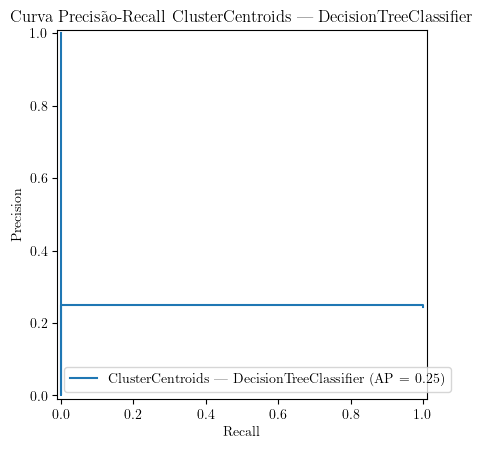 Curva Precisão-Recall ClusterCentroids — DecisionTreeClassifier
1.0
0.8
0.6
0.4
0.2
0.0
Precision
ClusterCentroids — DecisionTreeClassifier (AP = 0.25)
0.0 0.2 0.4 0.6 0.8 1.0
Recall